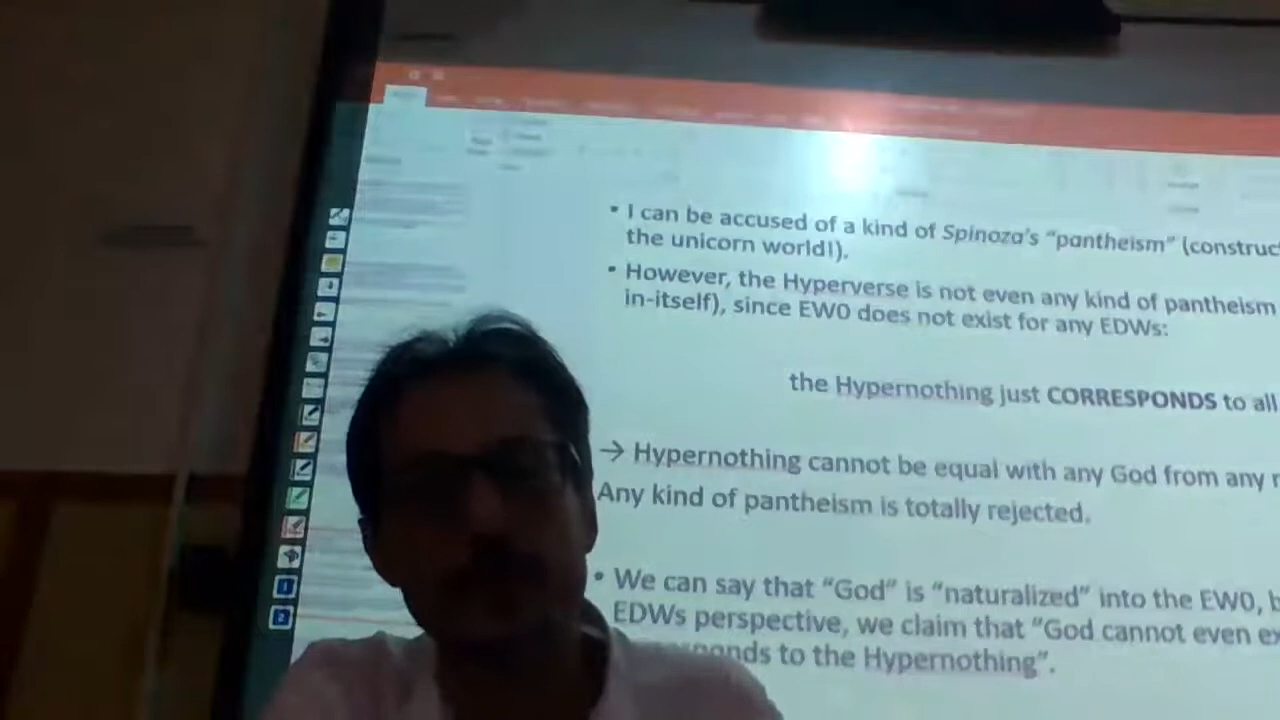 • I can be accused of a kind of Spinoza's “pantheism” (construc
the unicorn world!).
• However, the Hyperverse is not even any kind of pantheism
in-itself), since EW0 does not exist for any EDWs:
the Hypernothing just CORRESPONDS to all
→ Hypernothing cannot be equal with any God from any r
Any kind of pantheism is totally rejected.
• We can say that “God” is “naturalized” into the EW0, b
EDWs perspective, we claim that “God cannot even ex
ponds to the Hypernothing”.
1
2